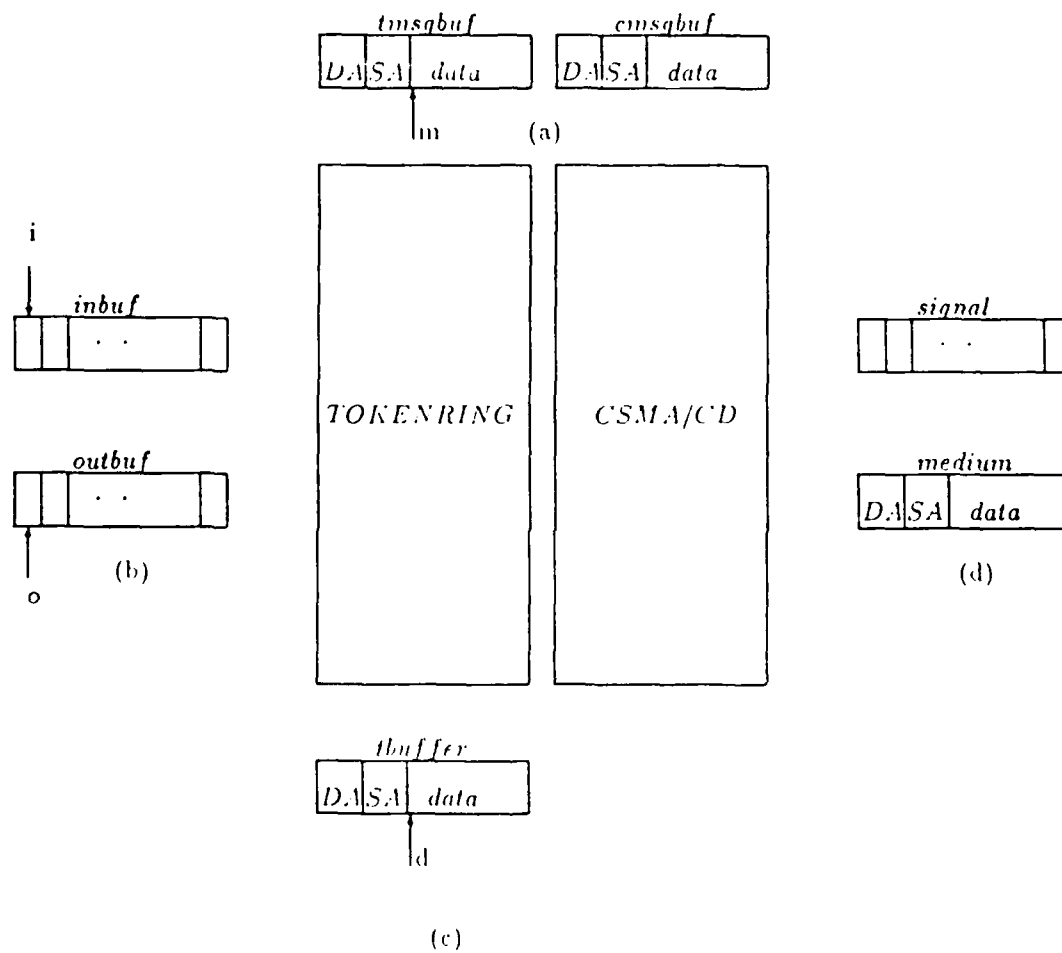 tmsgbuf cmsgbuf
DA SA data DA SA data
m (a)
i
inbuf signal
. . . .
TOKENRING CSMA/CD
outbuf medium
. . DA SA data
(b) (d)
o
tbuffer
DA SA data
d
(c)